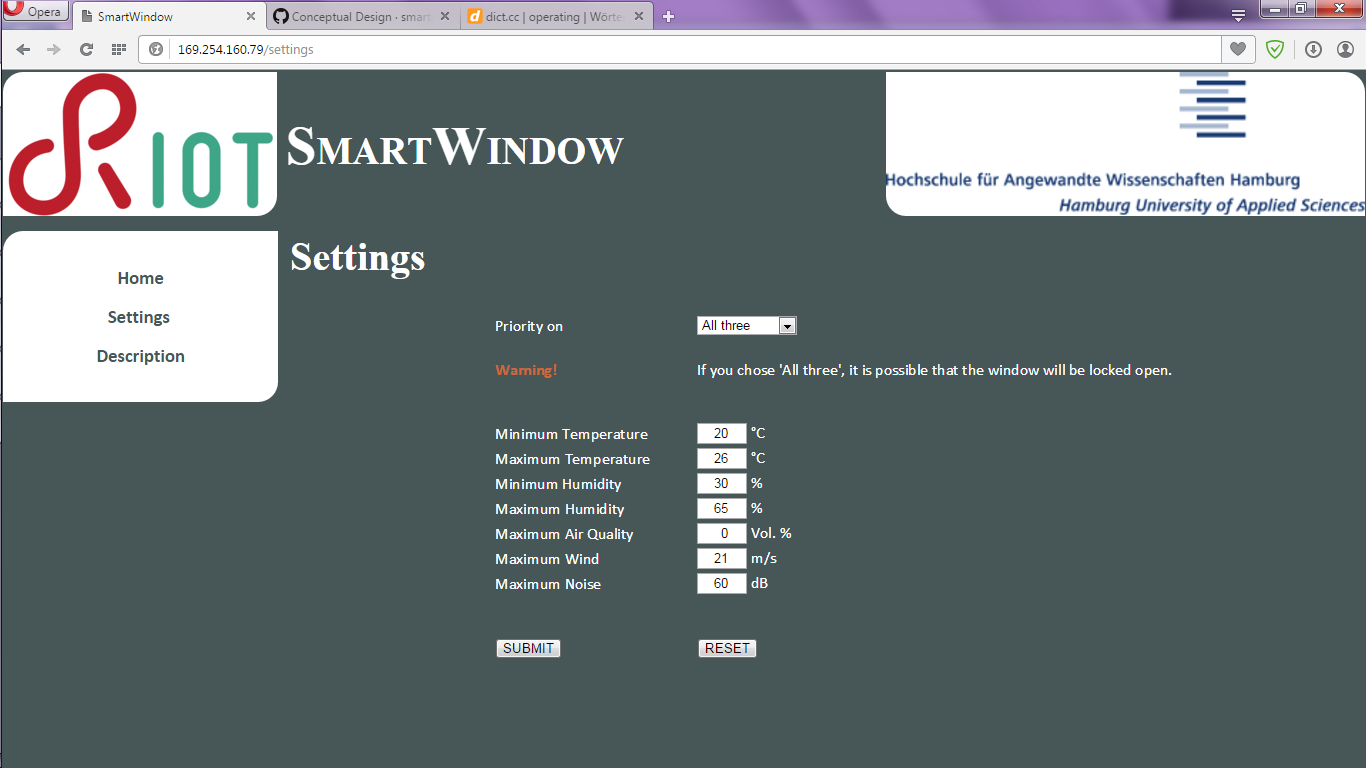 Opera
SmartWindow
Conceptual Design · smart
dict.cc | operating | Wörte
169.254.160.79/settings
RIOT
SmartWindow
Hochschule für Angewandte Wissenschaften Hamburg
Hamburg University of Applied Sciences
Home
Settings
Description
Settings
Priority on All three
Warning! If you chose 'All three', it is possible that the window will be locked open.
Minimum Temperature 20 °C
Maximum Temperature 26 °C
Minimum Humidity 30 %
Maximum Humidity 65 %
Maximum Air Quality 0 Vol. %
Maximum Wind 21 m/s
Maximum Noise 60 dB
SUBMIT RESET